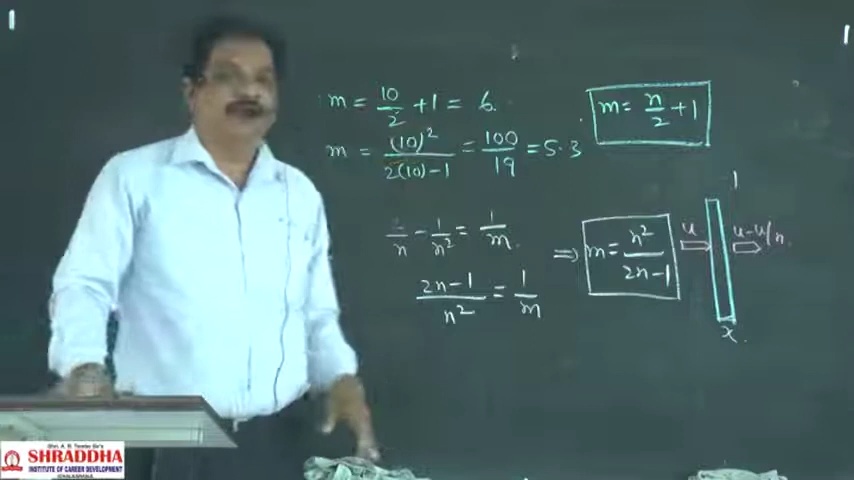 m = 10/2 + 1 = 6.
m = (10)²/2(10)-1 = 100/19 = 5.3
m = n/2 + 1
2/n - 1/n² = 1/m.
⇒ m = n²/2n-1
2n-1/n² = 1/m
1
u
u-u/n.
x.
SHRADDHA
INSTITUTE OF CAREER DEVELOPMENT